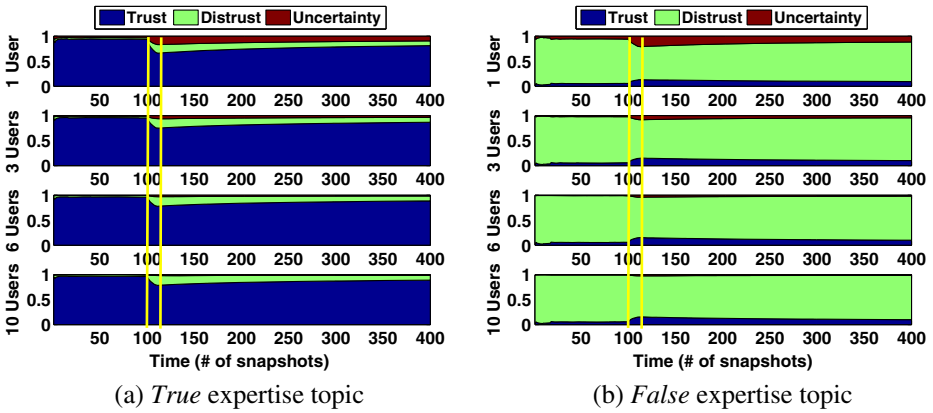 Trust Distrust Uncertainty
1 User
1
0.5
0
50 100 150 200 250 300 350 400
3 Users
1
0.5
0
50 100 150 200 250 300 350 400
6 Users
1
0.5
0
50 100 150 200 250 300 350 400
10 Users
1
0.5
0
50 100 150 200 250 300 350 400
Time (# of snapshots)
(a) True expertise topic
Trust Distrust Uncertainty
1 User
1
0.5
0
50 100 150 200 250 300 350 400
3 Users
1
0.5
0
50 100 150 200 250 300 350 400
6 Users
1
0.5
0
50 100 150 200 250 300 350 400
10 Users
1
0.5
0
50 100 150 200 250 300 350 400
Time (# of snapshots)
(b) False expertise topic